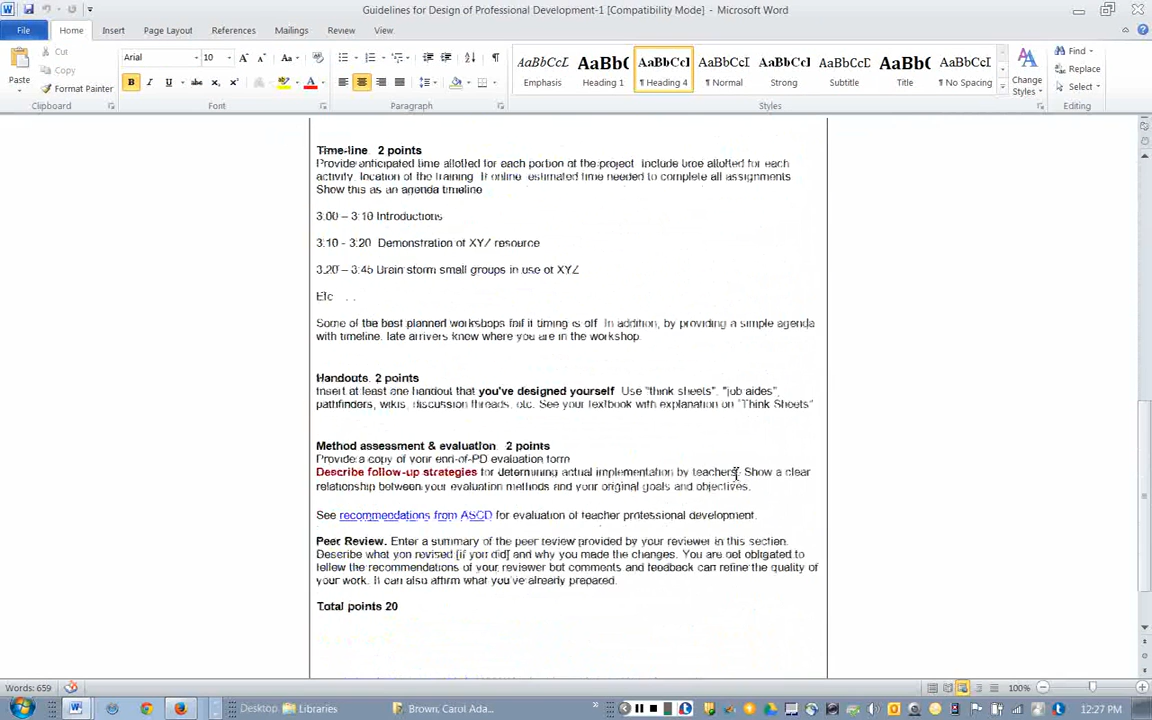 Guidelines for Design of Professional Development-1 [Compatibility Mode] - Microsoft Word
File Home Insert Page Layout References Mailings Review View
Cut
Copy
Format Painter
Paste
Arial 10
Emphasis ¶ Heading 1 ¶ Heading 4 ¶ Normal Strong Subtitle Title ¶ No Spacing
Change Styles
Find
Replace
Select
Clipboard Font Paragraph Styles Editing
Time-line. 2 points
Provide anticipated time allotted for each portion of the project. Include time allotted for each
activity, location of the training. If online, estimated time needed to complete all assignments.
Show this as an agenda timeline
3:00 – 3:10 Introductions
3:10 - 3:20 Demonstration of XYZ resource
3:20 – 3:45 Brain storm small groups in use of XYZ
Etc . .
Some of the best planned workshops fail if timing is off. In addition, by providing a simple agenda
with timeline, late arrivers know where you are in the workshop.
Handouts. 2 points
Insert at least one handout that you've designed yourself. Use "think sheets", "job aides",
pathfinders, wikis, discussion threads, etc. See your textbook with explanation on "Think Sheets"
Method assessment & evaluation. 2 points
Provide a copy of your end-of-PD evaluation form
Describe follow-up strategies for determining actual implementation by teachers. Show a clear
relationship between your evaluation methods and your original goals and objectives.
See recommendations from ASCD for evaluation of teacher professional development.
Peer Review. Enter a summary of the peer review provided by your reviewer in this section.
Describe what you revised [if you did] and why you made the changes. You are not obligated to
follow the recommendations of your reviewer but comments and feedback can refine the quality of
your work. It can also affirm what you've already prepared.
Total points 20
Words: 659
100%
Desktop Libraries Brown, Carol Ada... 12:27 PM